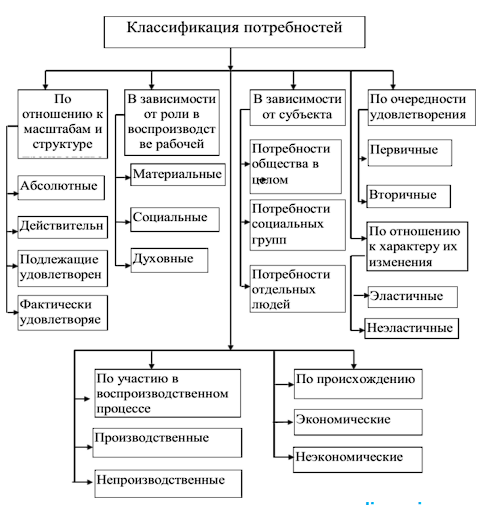 Классификация потребностей
По
отношению к
масштабам и
структуре
Абсолютные
Действительн
Подлежащие
удовлетворен
Фактически
удовлетворяе
В зависимости
от роли в
воспроизводст
ве рабочей
Материальные
Социальные
Духовные
В зависимости
от субъекта
Потребности
общества в
целом
Потребности
социальных
групп
Потребности
отдельных
людей
По очередности
удовлетворения
Первичные
Вторичные
По отношению
к характеру их
изменения
Эластичные
Неэластичные
По участию в
воспроизводственном
процессе
Производственные
Непроизводственные
По происхождению
Экономические
Неэкономические